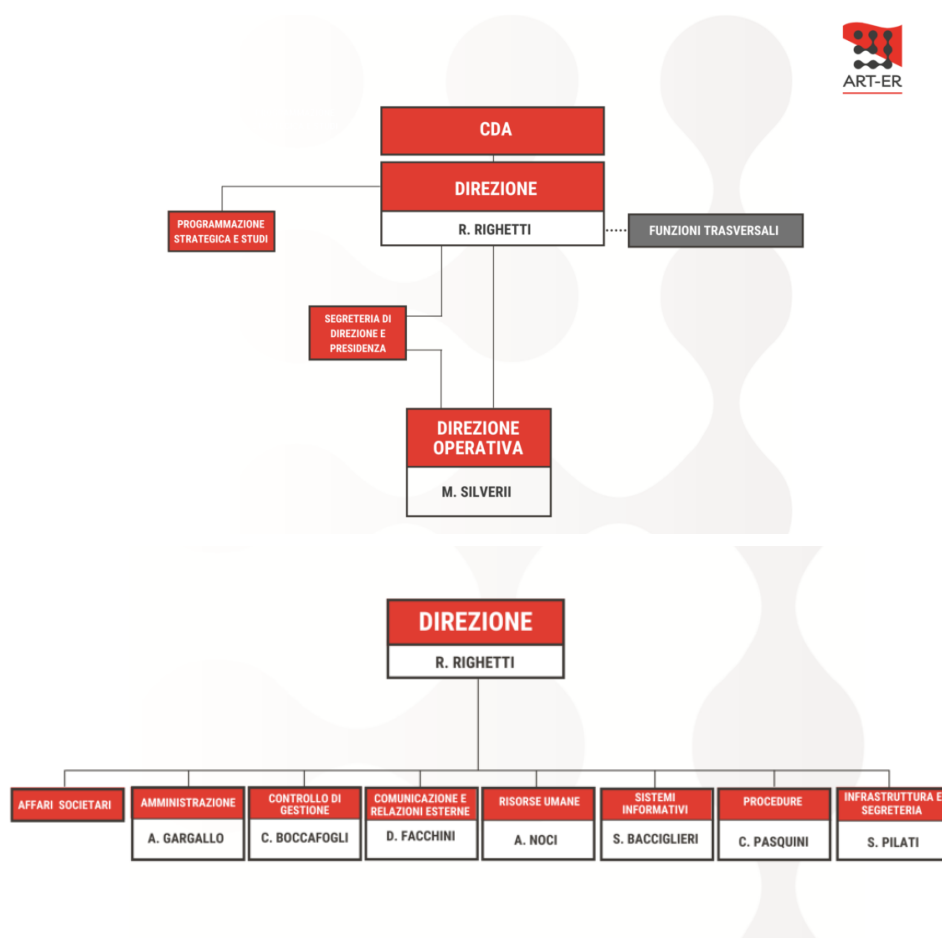 ART-ER
CDA
DIREZIONE
R. RIGHETTI
PROGRAMMAZIONE
STRATEGICA E STUDI
FUNZIONI TRASVERSALI
SEGRETERIA DI
DIREZIONE E
PRESIDENZA
DIREZIONE
OPERATIVA
M. SILVERII
DIREZIONE
R. RIGHETTI
AFFARI SOCIETARI
AMMINISTRAZIONE
A. GARGALLO
CONTROLLO DI
GESTIONE
C. BOCCAFOGLI
COMUNICAZIONE E
RELAZIONI ESTERNE
D. FACCHINI
RISORSE UMANE
A. NOCI
SISTEMI
INFORMATIVI
S. BACCIGLIERI
PROCEDURE
C. PASQUINI
INFRASTRUTTURA E
SEGRETERIA
S. PILATI